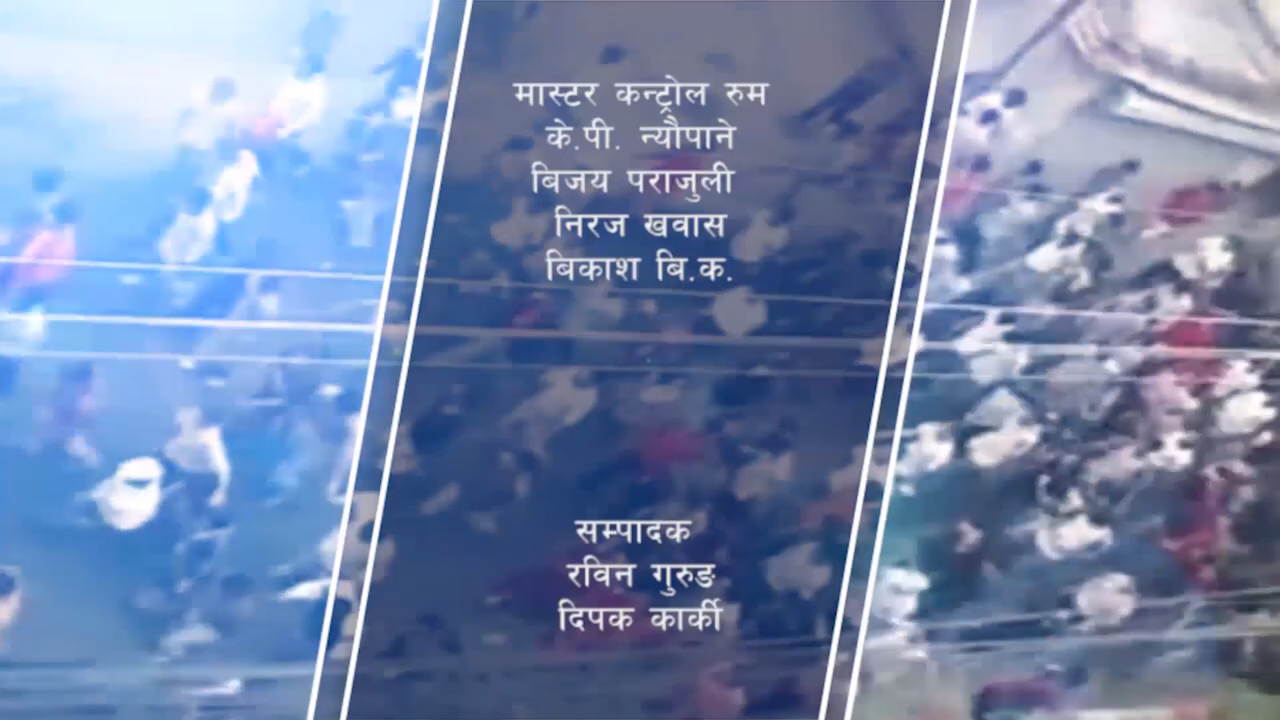 मास्टर कन्ट्रोल रुम
के.पी. न्यौपाने
बिजय पराजुली
निरज खवास
बिकाश बि.क.
सम्पादक
रविन गुरुङ
दिपक कार्की